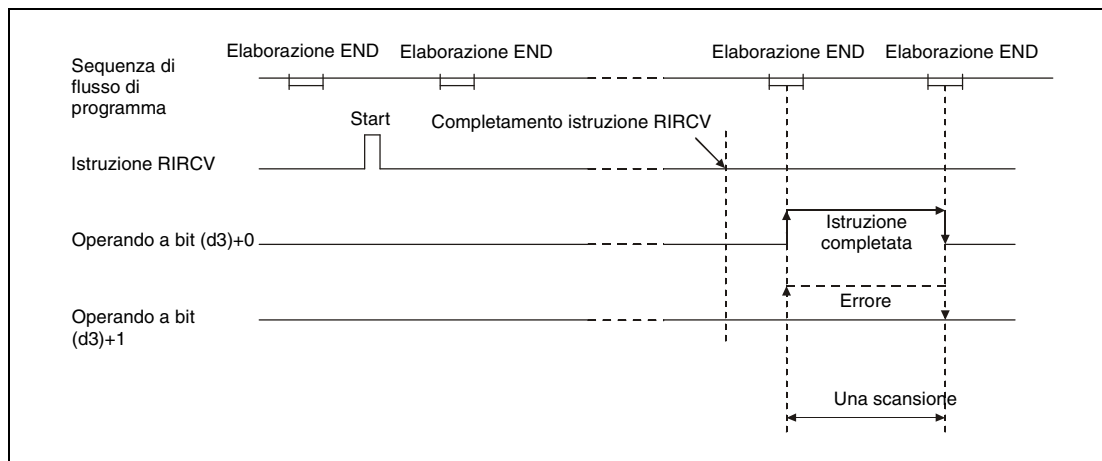 Elaborazione END
Elaborazione END
Elaborazione END
Elaborazione END
Sequenza di
flusso di
programma
Start
Completamento istruzione RIRCV
Istruzione RIRCV
Operando a bit (d3)+0
Istruzione
completata
Errore
Operando a bit
(d3)+1
Una scansione